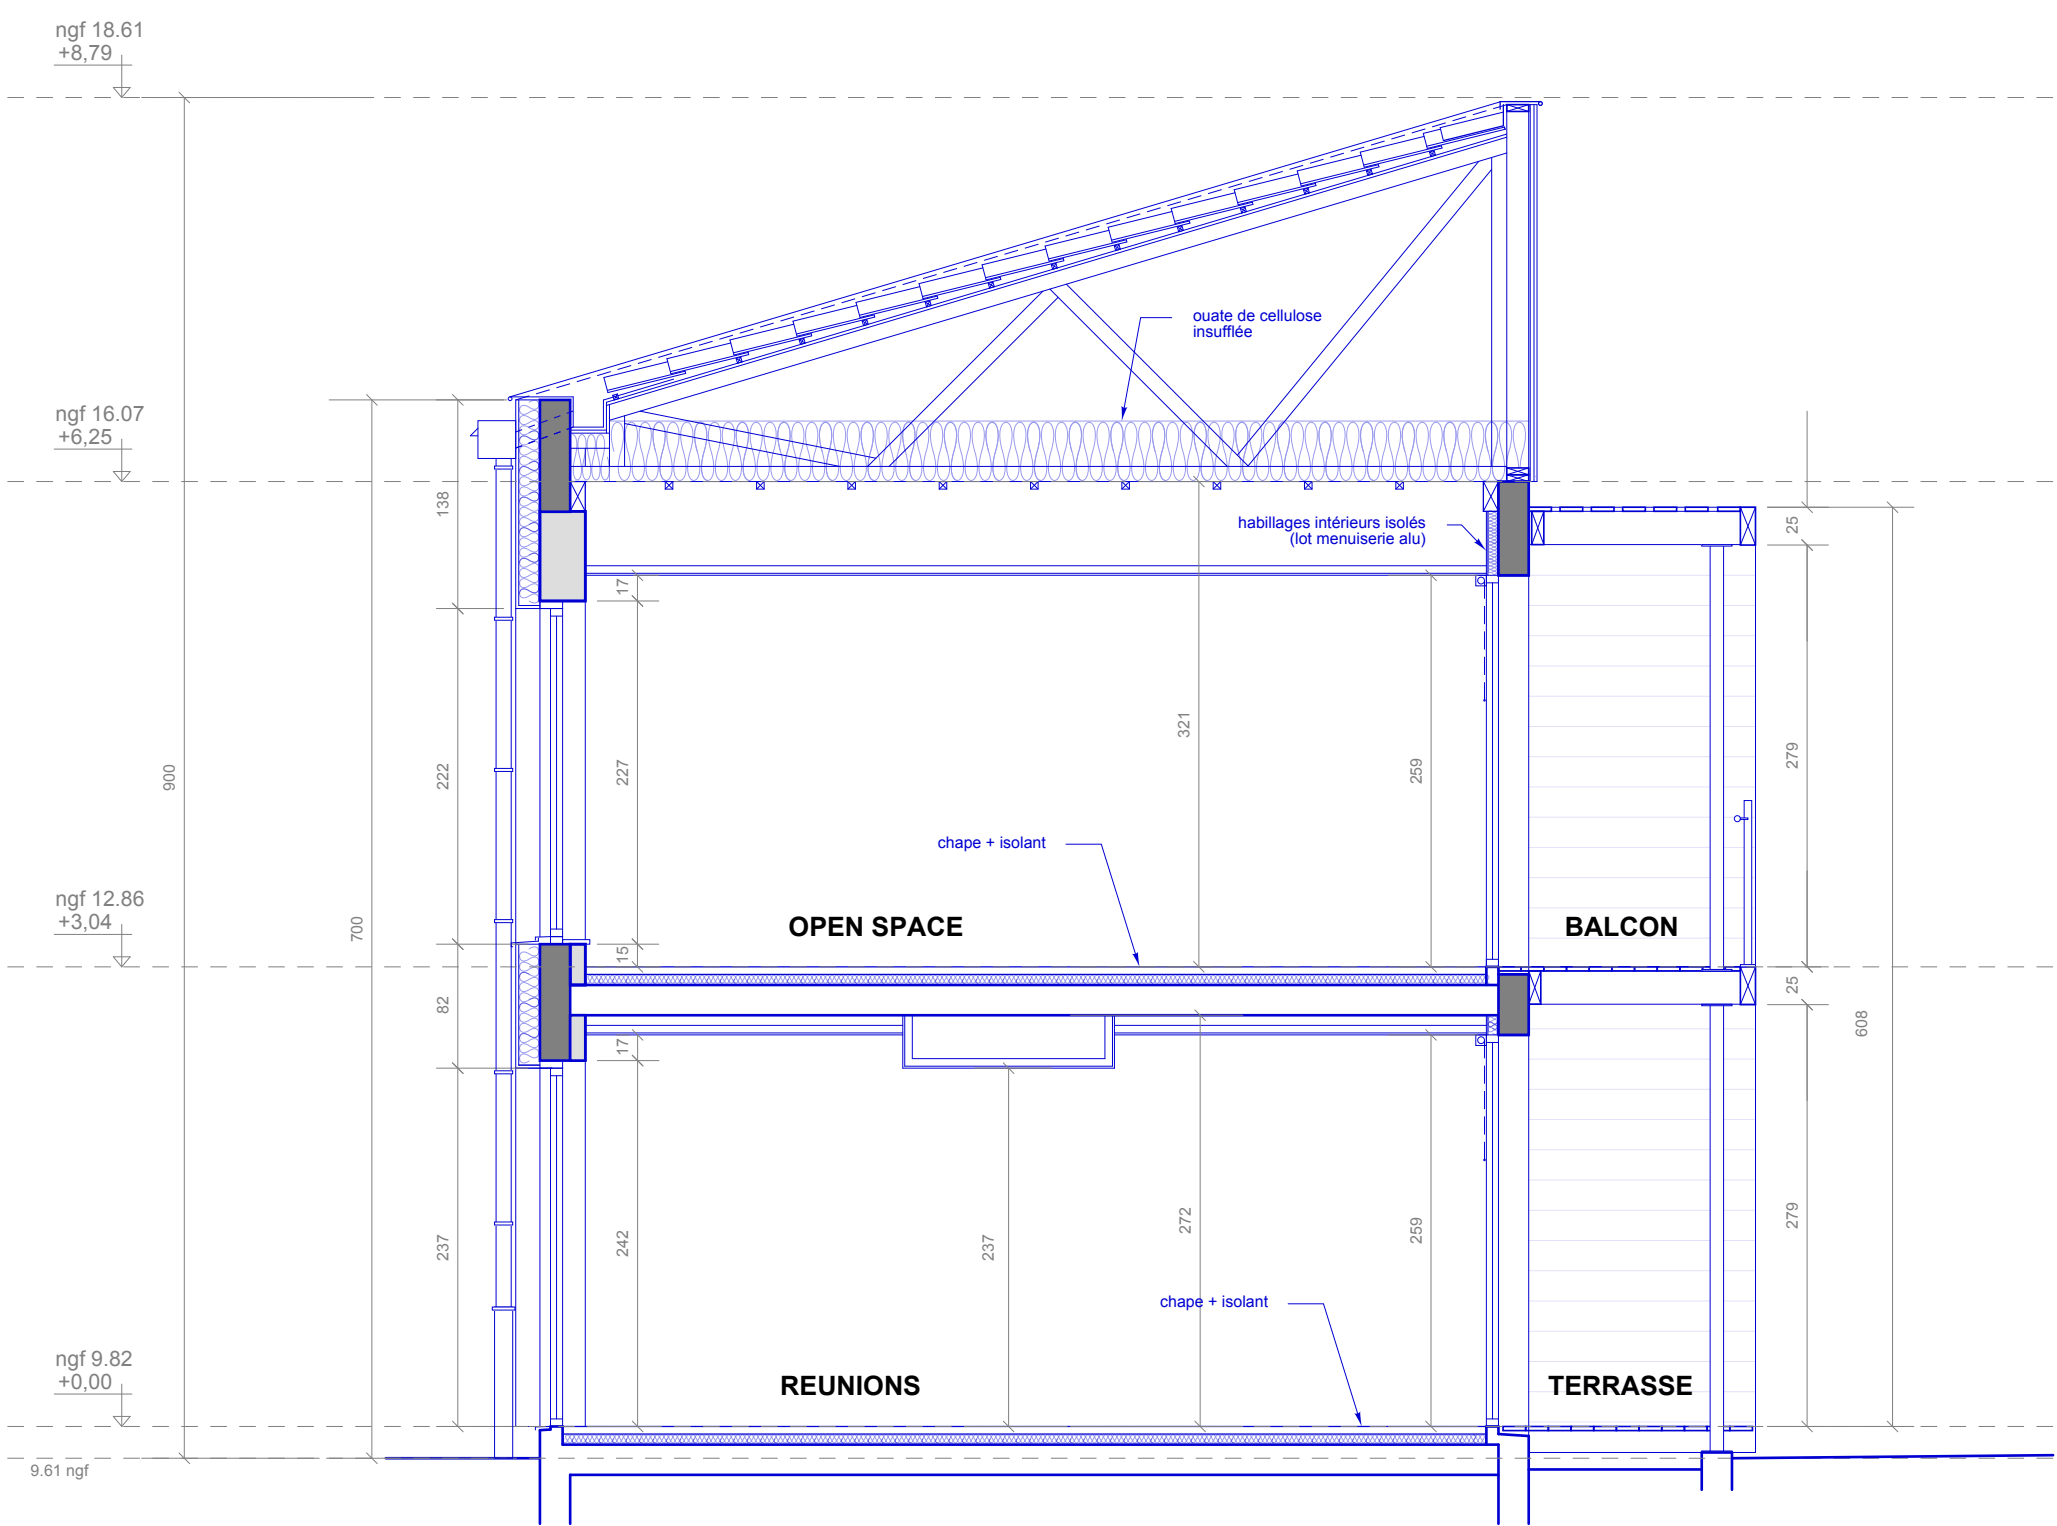 ngf 18.61
+8,79
ouate de cellulose
insufflée
ngf 16.07
+6,25
138
25
habillages intérieurs isolés
(lot menuiserie alu)
17
321
259
279
900
222
227
700
chape + isolant
ngf 12.86
+3,04
OPEN SPACE
BALCON
15
82
25
608
17
237
242
237
272
259
279
chape + isolant
ngf 9.82
+0,00
REUNIONS
TERRASSE
9.61 ngf